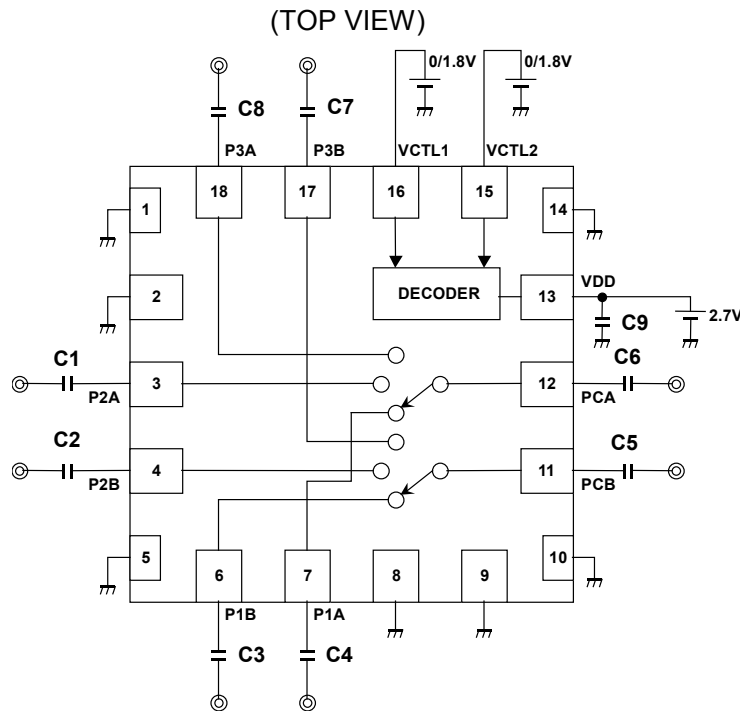 (TOP VIEW)
0/1.8V 0/1.8V
C8 C7
P3A P3B VCTL1 VCTL2
18 17 16 15
1 14
2 DECODER 13 VDD
2.7V
C9
C1 C6
3 12
P2A PCA
C2 C5
4 11
P2B PCB
5 10
6 7 8 9
P1B P1A
C3 C4